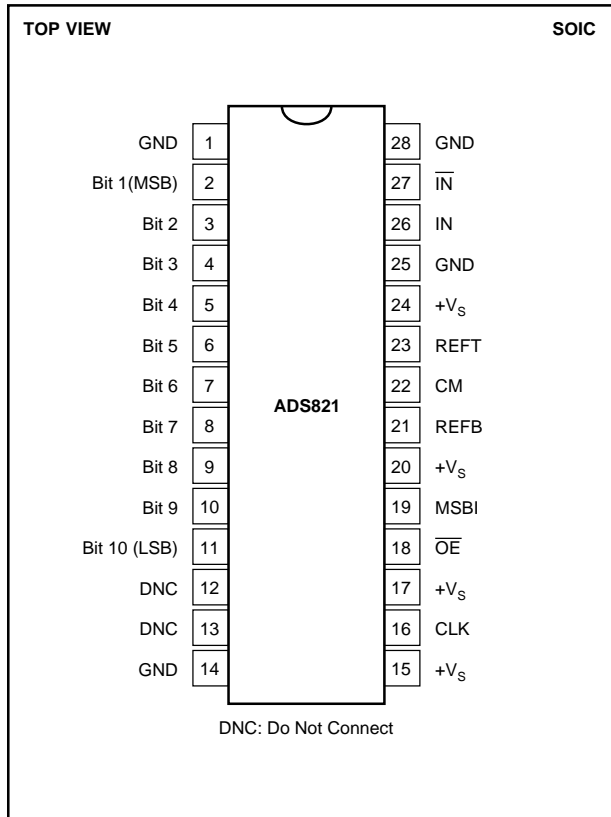 TOP VIEW SOIC
GND 1 28 GND
Bit 1(MSB) 2 27 I̅N̅
Bit 2 3 26 IN
Bit 3 4 25 GND
Bit 4 5 24 +VS
Bit 5 6 23 REFT
Bit 6 7 22 CM
ADS821
Bit 7 8 21 REFB
Bit 8 9 20 +VS
Bit 9 10 19 MSBI
Bit 10 (LSB) 11 18 O̅E̅
DNC 12 17 +VS
DNC 13 16 CLK
GND 14 15 +VS
DNC: Do Not Connect